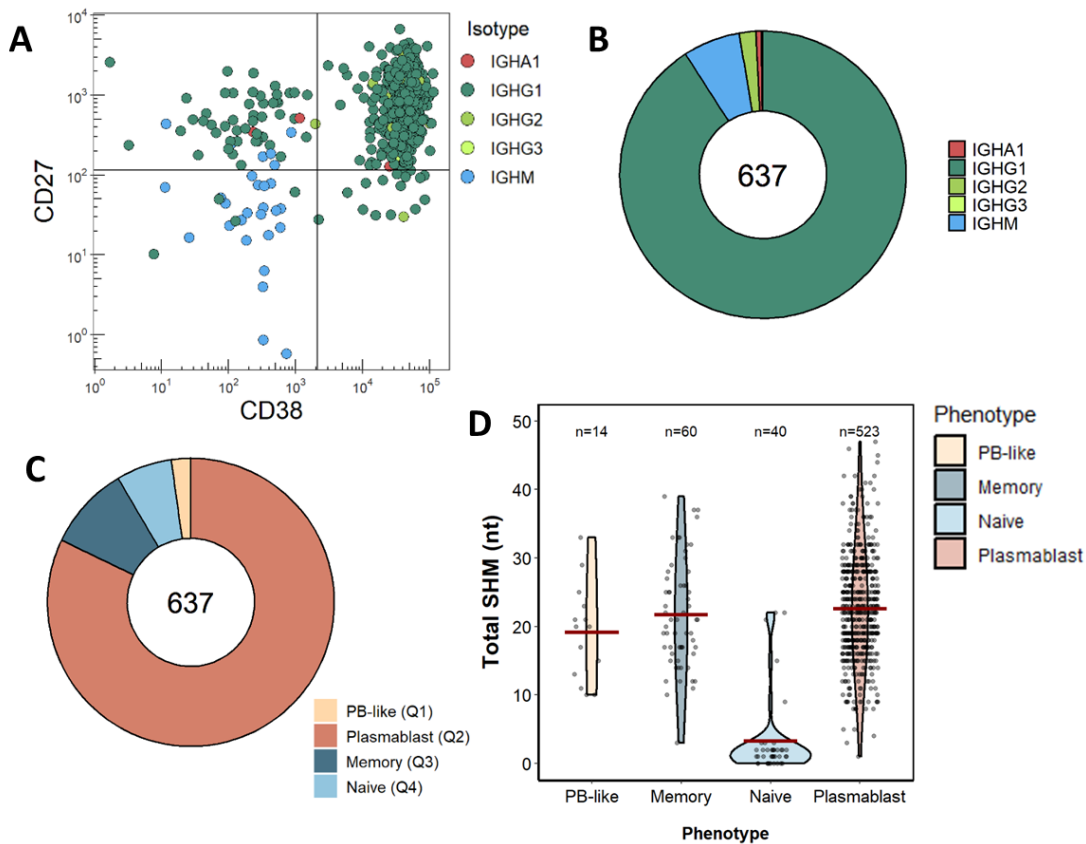 A
CD27
10^4
10^3
10^2
10^1
10^0
10^0
10^1
10^2
10^3
10^4
10^5
CD38
Isotype
IGHA1
IGHG1
IGHG2
IGHG3
IGHM
B
637
IGHA1
IGHG1
IGHG2
IGHG3
IGHM
C
637
PB-like (Q1)
Plasmablast (Q2)
Memory (Q3)
Naive (Q4)
D
Total SHM (nt)
50
40
30
20
10
0
n=14
n=60
n=40
n=523
PB-like
Memory
Naive
Plasmablast
Phenotype
Phenotype
PB-like
Memory
Naive
Plasmablast